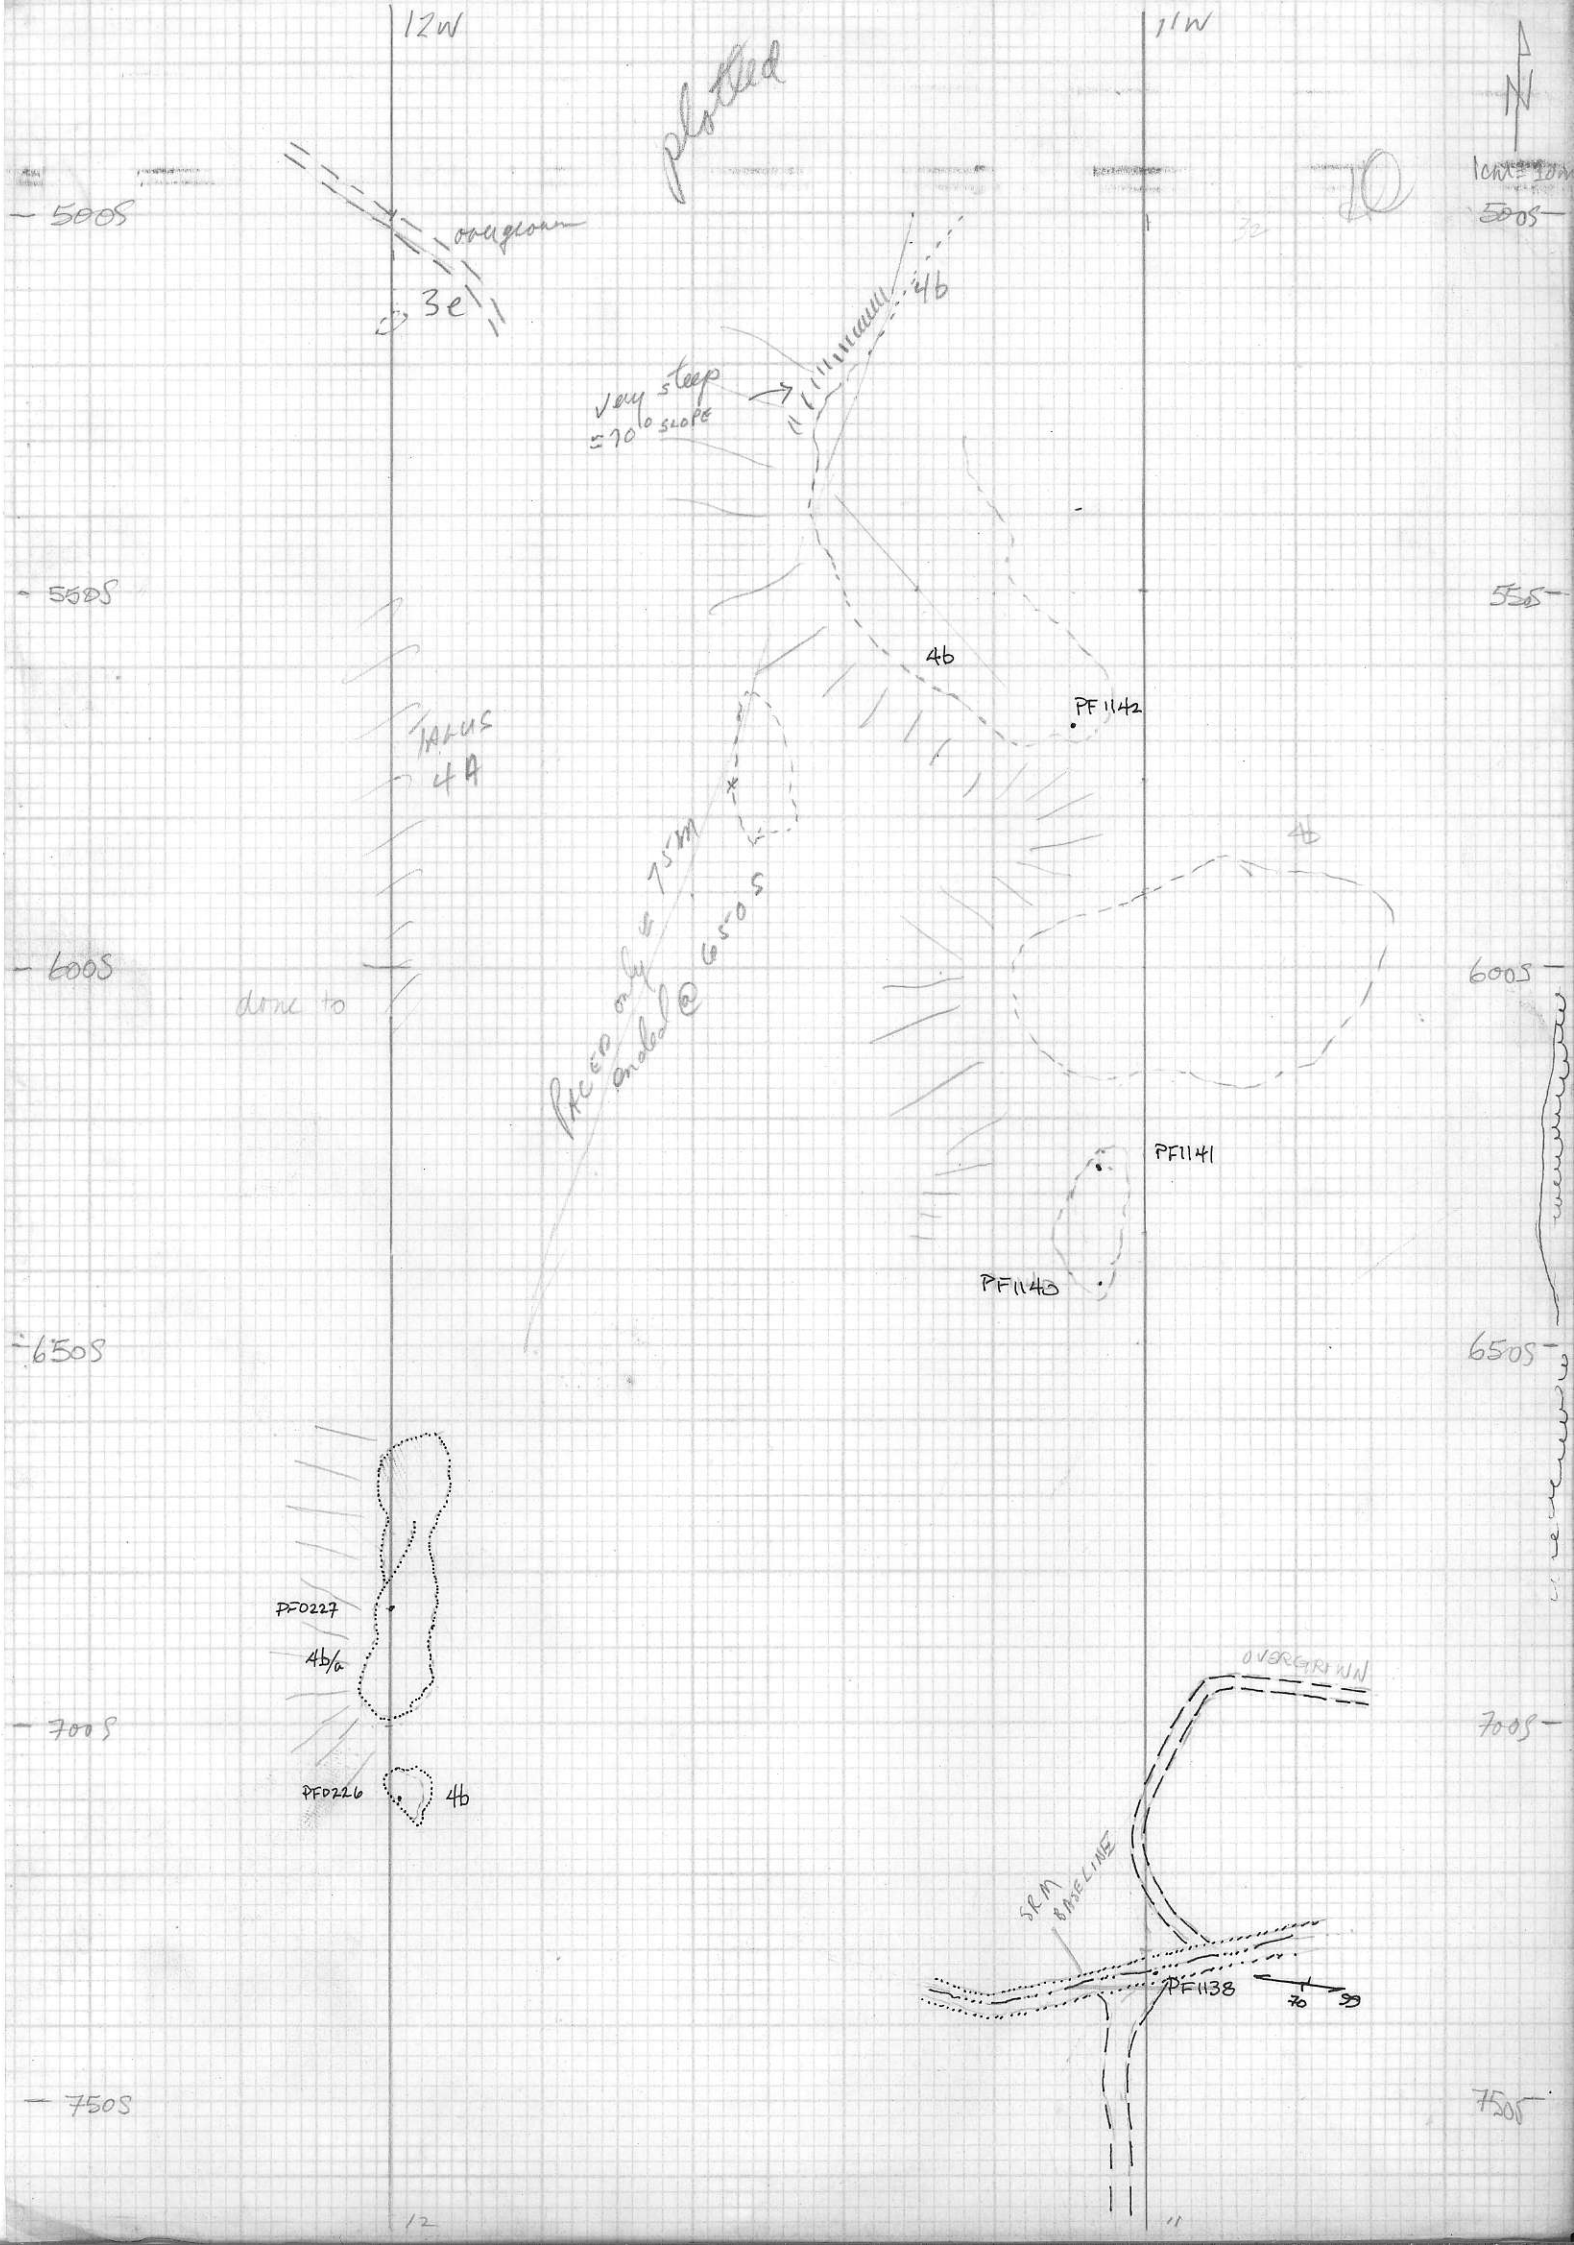 12W
11W
plotted
N
1cm = 10m
500S
500S
overgrown
3e
4b
very steep
≈70° SLOPE
550S
550S
4b
PF 1142
TALUS
4A
4b
PACED only ≈ 75M
ended @ 650S
600S
600S
done to
PF1141
PF1140
650S
650S
PF0227
4b/a
OVERGROWN
700S
700S
PF0226
4b
SRM
BASELINE
PF1138
70
99
750S
750S
12
11